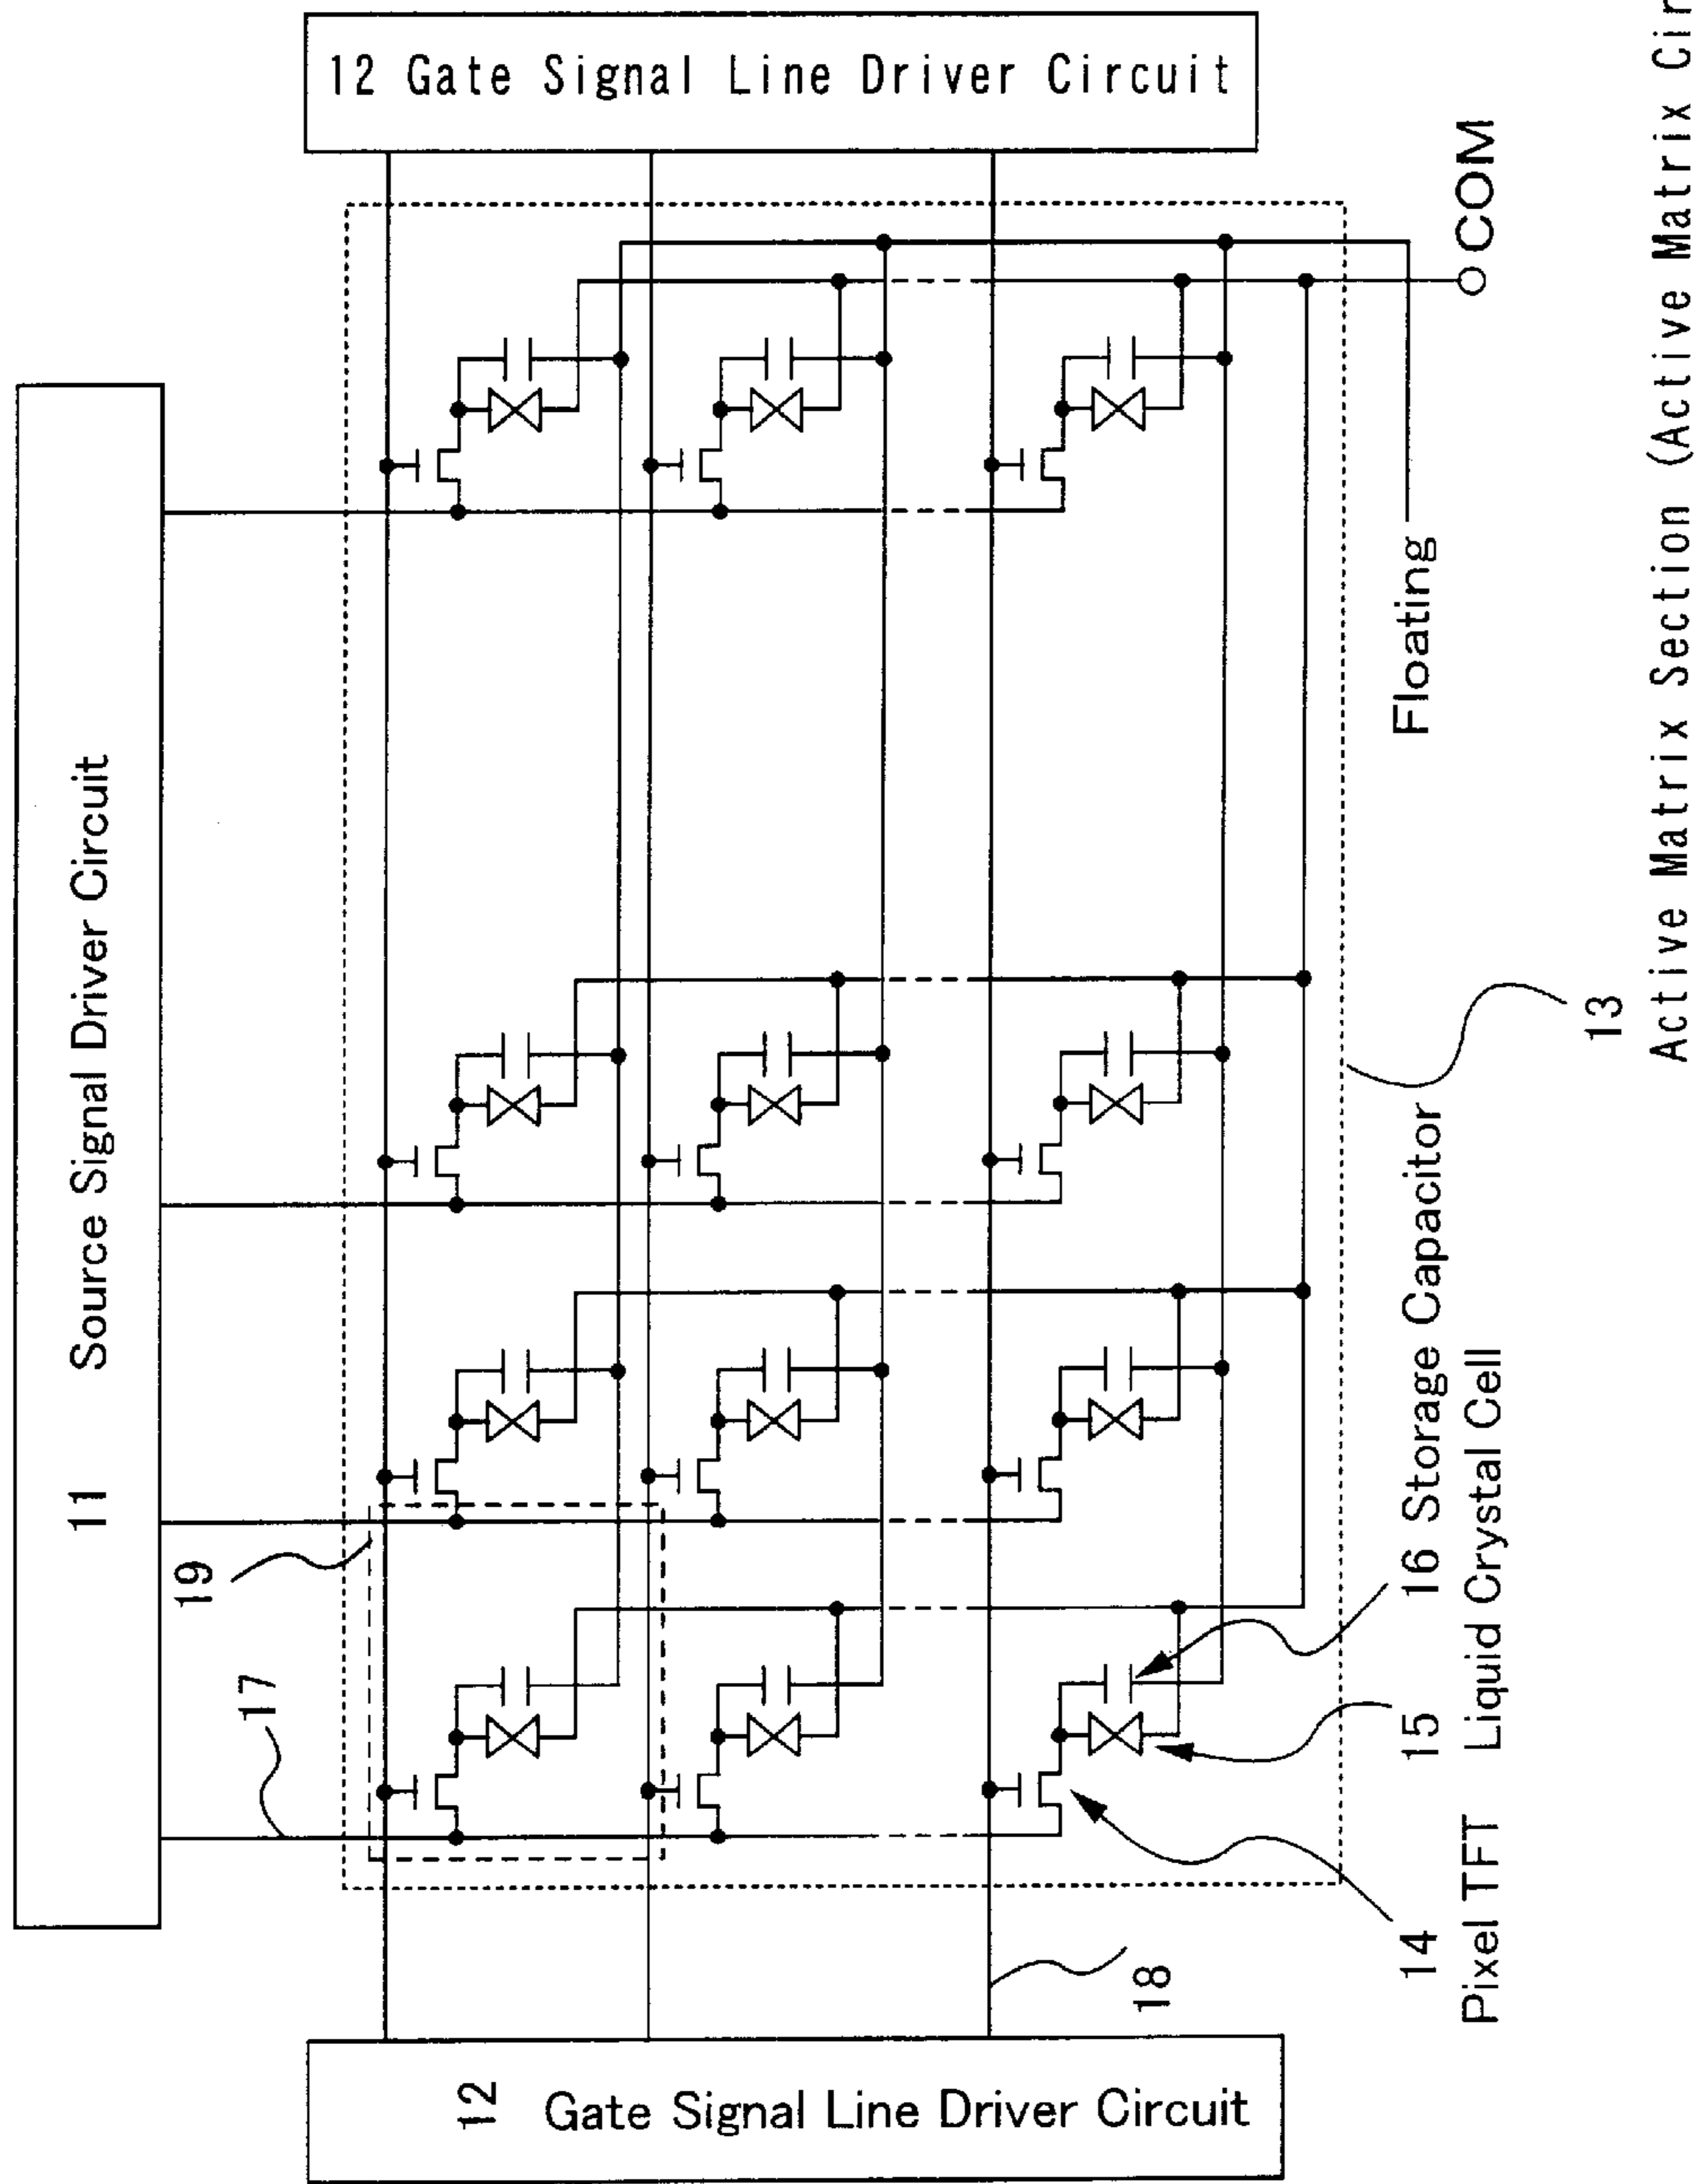 11 Source Signal Driver Circuit
12 Gate Signal Line Driver Circuit
12 Gate Signal Line Driver Circuit
17
19
18
14
Pixel TFT
15
Liquid Crystal Cell
16 Storage Capacitor
Floating
COM
13
Active Matrix Section (Active Matrix